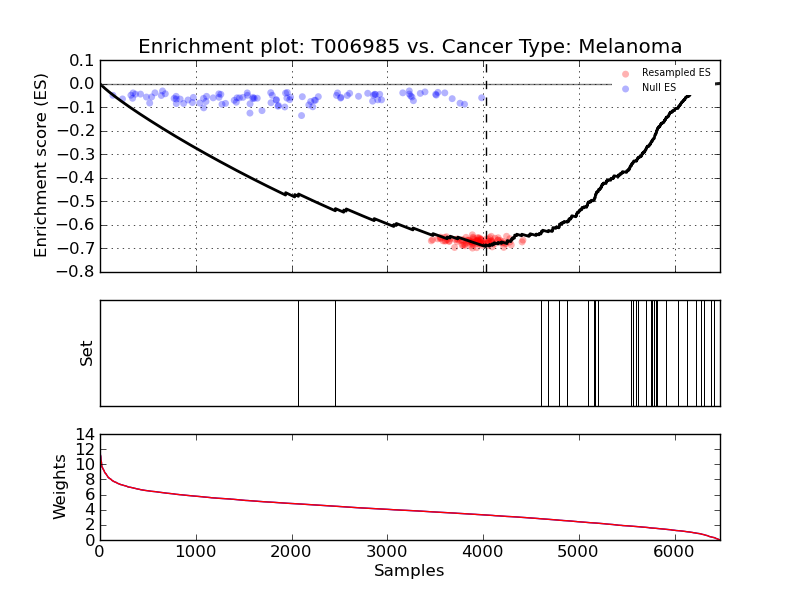 Enrichment plot: T006985 vs. Cancer Type: Melanoma
Enrichment score (ES)
0.1
0.0
−0.1
−0.2
−0.3
−0.4
−0.5
−0.6
−0.7
−0.8
Resampled ES
Null ES
Set
Weights
14
12
10
8
6
4
2
0
0 1000 2000 3000 4000 5000 6000
Samples